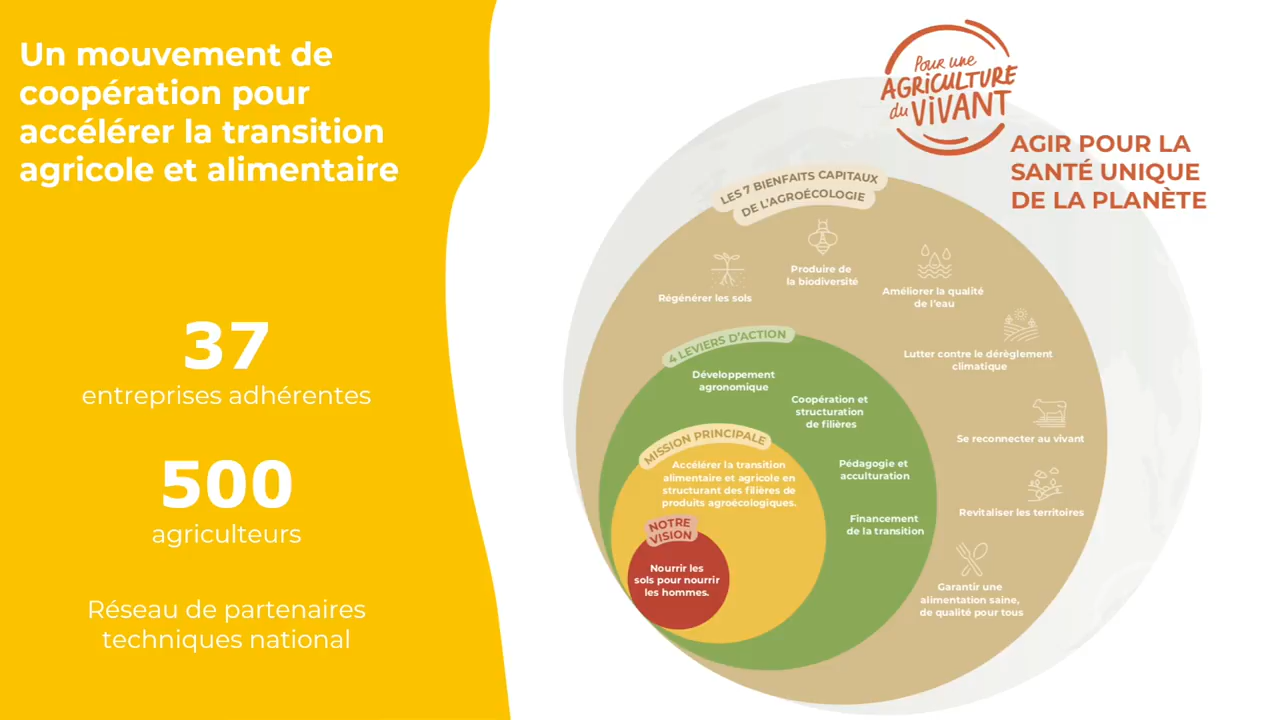 Un mouvement de
coopération pour
accélérer la transition
agricole et alimentaire
37
entreprises adhérentes
500
agriculteurs
Réseau de partenaires
techniques national
Pour une
AGRICULTURE
du VIVANT
AGIR POUR LA
SANTÉ UNIQUE
DE LA PLANÈTE
LES 7 BIENFAITS CAPITAUX
DE L'AGROÉCOLOGIE
Régénérer les sols
Produire de
la biodiversité
Améliorer la qualité
de l'eau
Lutter contre le dérèglement
climatique
Se reconnecter au vivant
Revitaliser les territoires
Garantir une
alimentation saine,
de qualité pour tous
4 LEVIERS D'ACTION
Développement
agronomique
Coopération et
structuration
de filières
Pédagogie et
acculturation
Financement
de la transition
MISSION PRINCIPALE
Accélérer la transition
alimentaire et agricole en
structurant des filières de
produits agroécologiques.
NOTRE
VISION
Nourrir les
sols pour nourrir
les hommes.